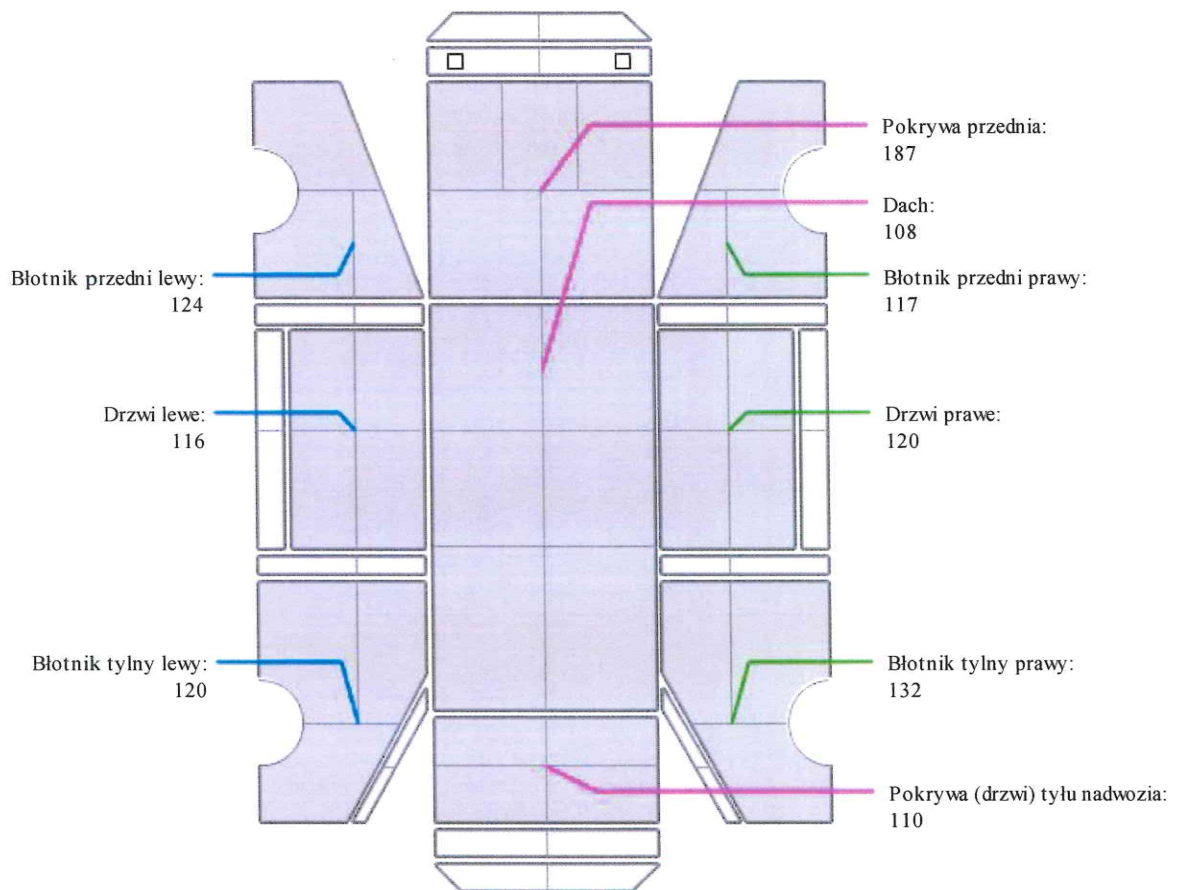 Pokrywa przednia:
187
Dach:
108
Błotnik przedni lewy:
124
Błotnik przedni prawy:
117
Drzwi lewe:
116
Drzwi prawe:
120
Błotnik tylny lewy:
120
Błotnik tylny prawy:
132
Pokrywa (drzwi) tyłu nadwozia:
110